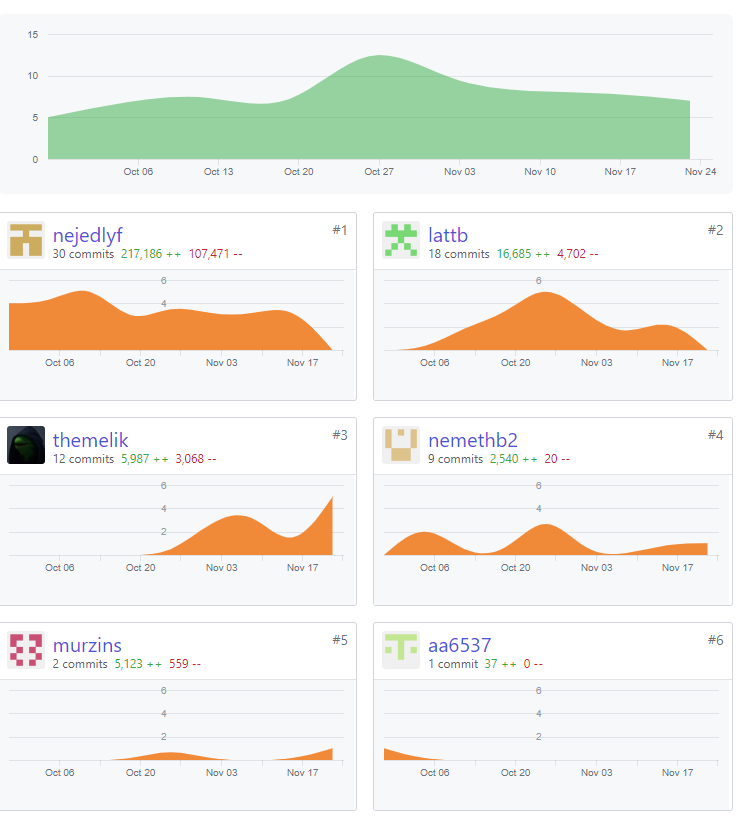 15
10
5
0
Oct 06 Oct 13 Oct 20 Oct 27 Nov 03 Nov 10 Nov 17 Nov 24
nejedlyf #1
30 commits 217,186 ++ 107,471 --
6
4
Oct 06 Oct 20 Nov 03 Nov 17
lattb #2
18 commits 16,685 ++ 4,702 --
6
Oct 06 Oct 20 Nov 03 Nov 17
themelik #3
12 commits 5,987 ++ 3,068 --
6
4
2
Oct 06 Oct 20 Nov 03 Nov 17
nemethb2 #4
9 commits 2,540 ++ 20 --
6
4
Oct 06 Oct 20 Nov 03 Nov 17
murzins #5
2 commits 5,123 ++ 559 --
6
4
2
Oct 06 Oct 20 Nov 03 Nov 17
aa6537 #6
1 commit 37 ++ 0 --
6
4
2
Oct 06 Oct 20 Nov 03 Nov 17